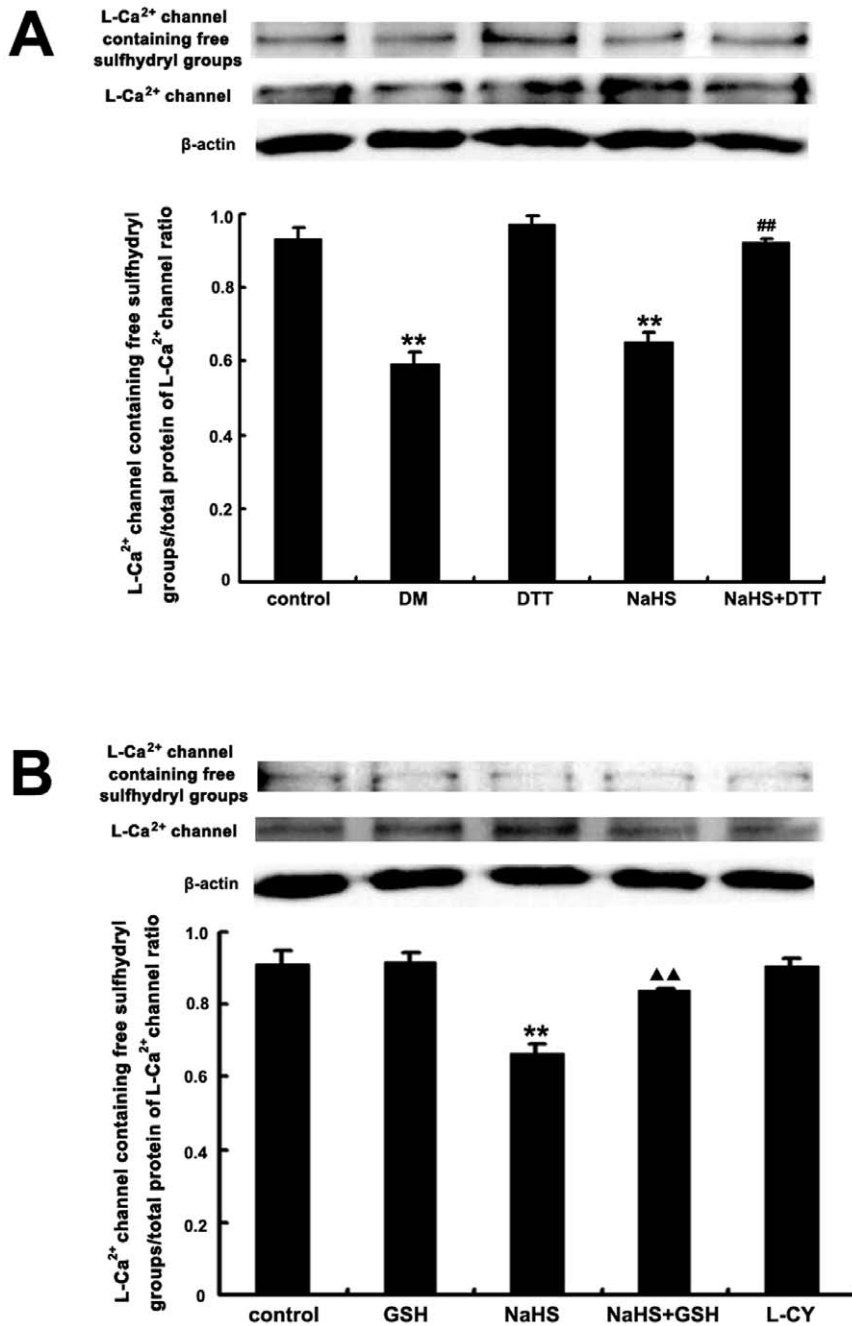 A
L-Ca²⁺ channel
containing free
sulfhydryl groups
L-Ca²⁺ channel
β-actin
L-Ca²⁺ channel containing free sulfhydryl
groups/total protein of L-Ca²⁺ channel ratio
1.0
0.8
0.6
0.4
0.2
0
**
**
##
control DM DTT NaHS NaHS+DTT
B
L-Ca²⁺ channel
containing free
sulfhydryl groups
L-Ca²⁺ channel
β-actin
L-Ca²⁺ channel containing free sulfhydryl
groups/total protein of L-Ca²⁺ channel ratio
1.0
0.8
0.6
0.4
0.2
0
**
▲▲
control GSH NaHS NaHS+GSH L-CY